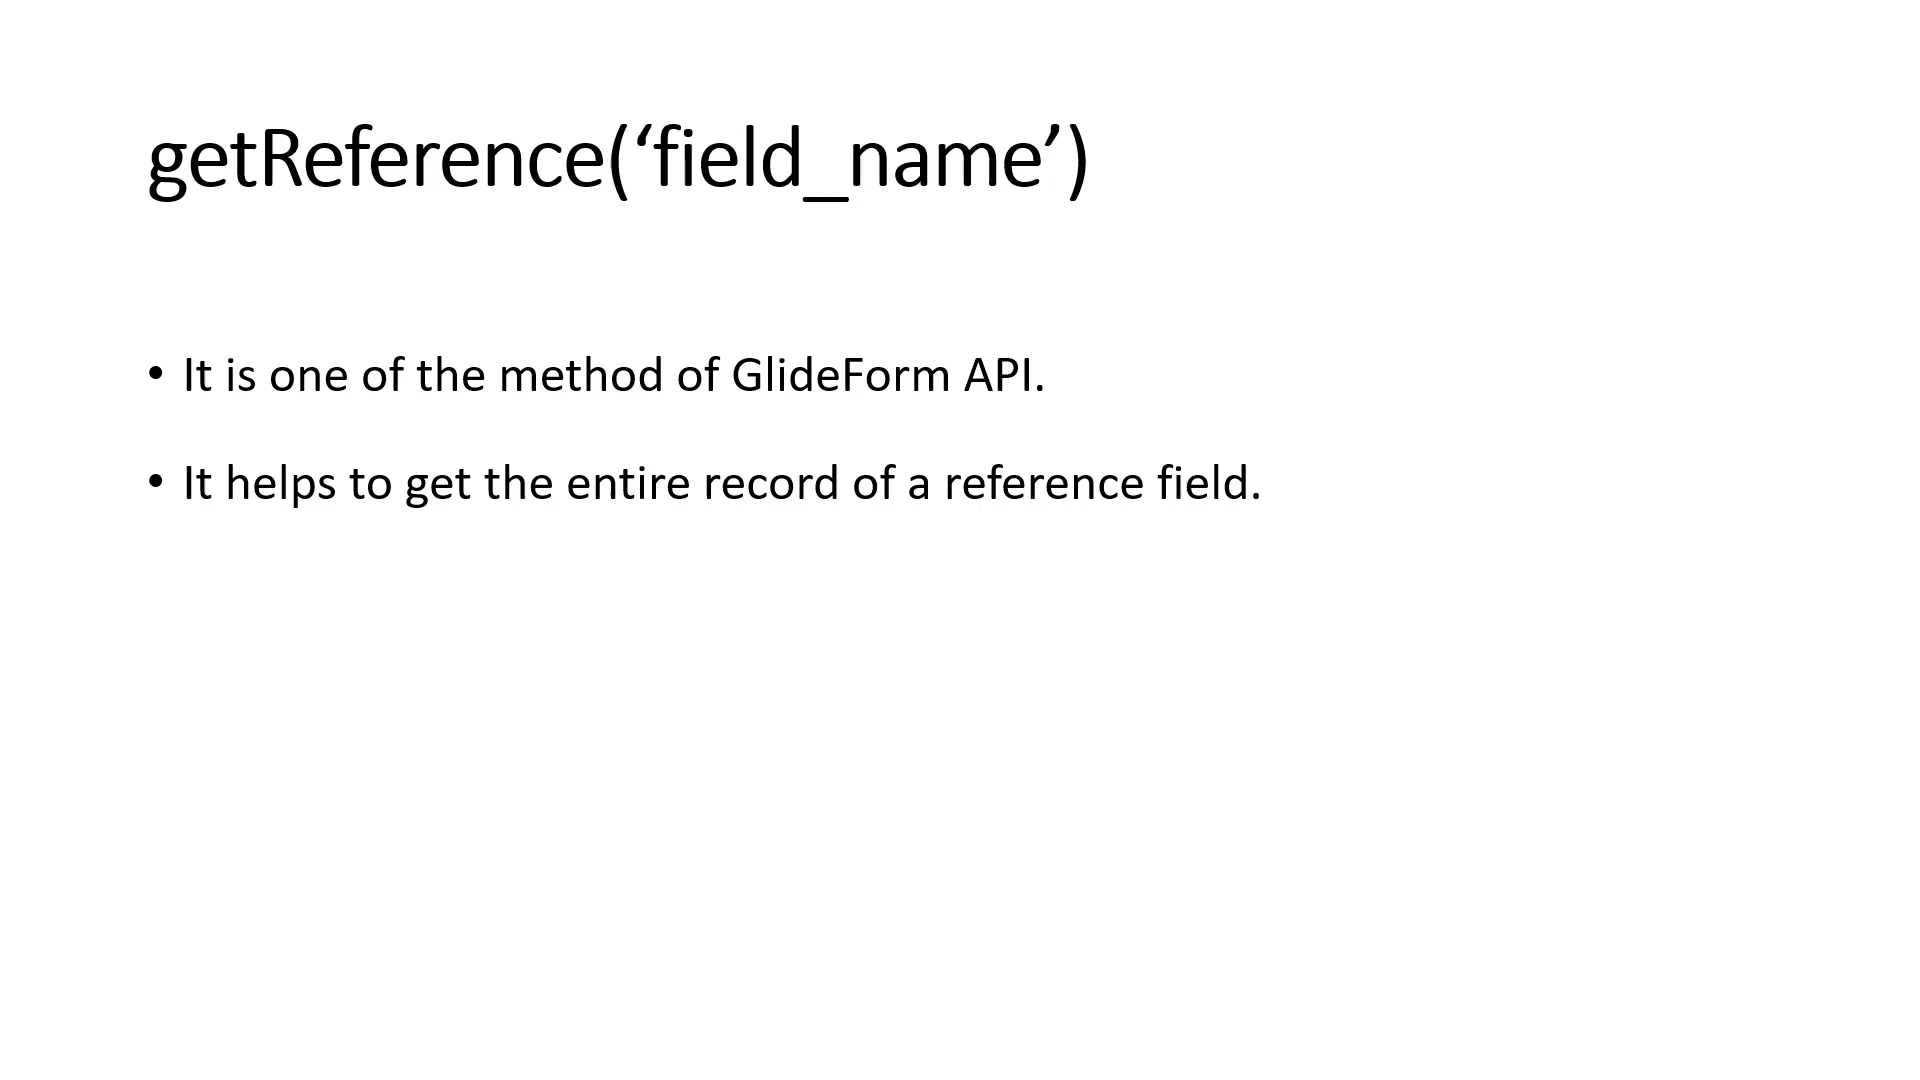 getReference(‘field_name’)
• It is one of the method of GlideForm API.
• It helps to get the entire record of a reference field.